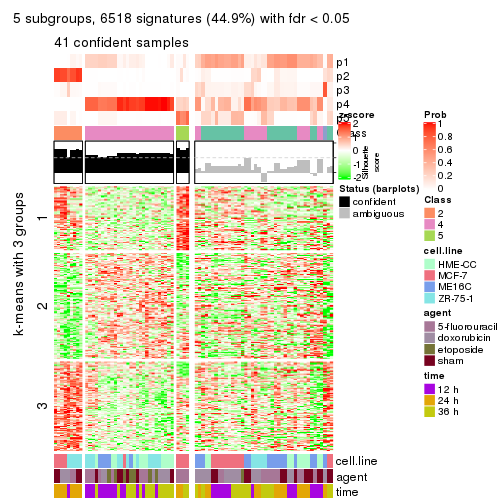 5 subgroups, 6518 signatures (44.9%) with fdr < 0.05
41 confident samples
p1
p2
p3
p4
p5
Class
z-score
2
1
0
-1
-2
Silhouette
score
Prob
1
0.8
0.6
0.4
0.2
0
Status (barplots)
confident
ambiguous
Class
2
4
5
cell.line
HME-CC
MCF-7
ME16C
ZR-75-1
agent
5-fluorouracil
doxorubicin
etoposide
sham
time
12 h
24 h
36 h
k-means with 3 groups
1
2
3
cell.line
agent
time